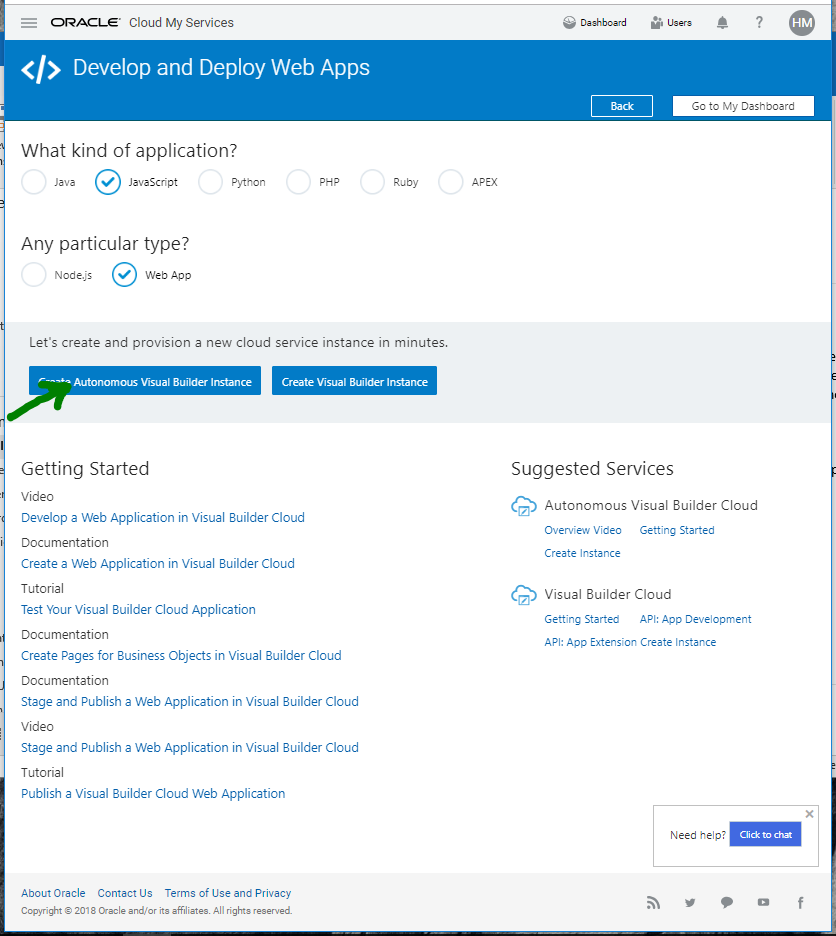 ORACLE Cloud My Services
Dashboard Users ? HM
</> Develop and Deploy Web Apps
Back Go to My Dashboard
What kind of application?
Java JavaScript Python PHP Ruby APEX
Any particular type?
Node.js Web App
Let's create and provision a new cloud service instance in minutes.
Create Autonomous Visual Builder Instance Create Visual Builder Instance
Getting Started
Video
Develop a Web Application in Visual Builder Cloud
Documentation
Create a Web Application in Visual Builder Cloud
Tutorial
Test Your Visual Builder Cloud Application
Documentation
Create Pages for Business Objects in Visual Builder Cloud
Documentation
Stage and Publish a Web Application in Visual Builder Cloud
Video
Stage and Publish a Web Application in Visual Builder Cloud
Tutorial
Publish a Visual Builder Cloud Web Application
Suggested Services
Autonomous Visual Builder Cloud
Overview Video Getting Started
Create Instance
Visual Builder Cloud
Getting Started API: App Development
API: App Extension Create Instance
Need help? Click to chat
About Oracle Contact Us Terms of Use and Privacy
Copyright © 2018 Oracle and/or its affiliates. All rights reserved.